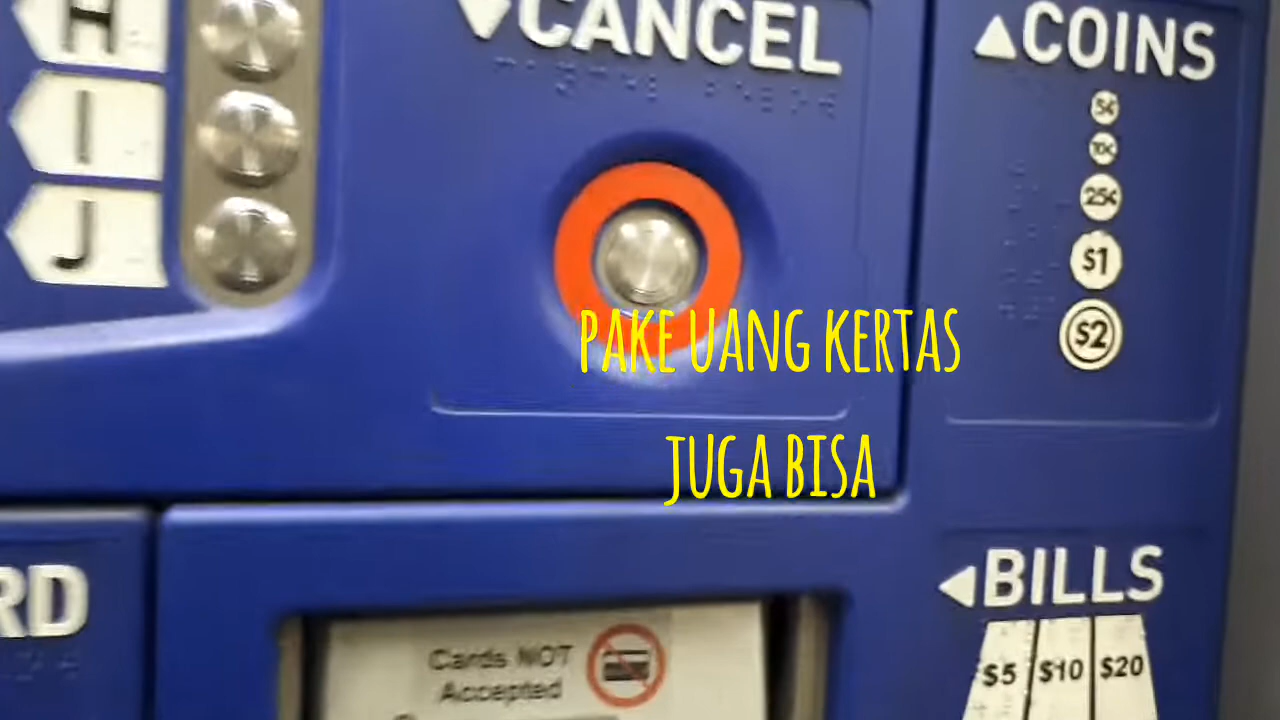 H
I
J
CANCEL
COINS
5¢
10¢
25¢
$1
$2
PAKE UANG KERTAS
JUGA BISA
RD
BILLS
$5 $10 $20
Cards NOT
Accepted